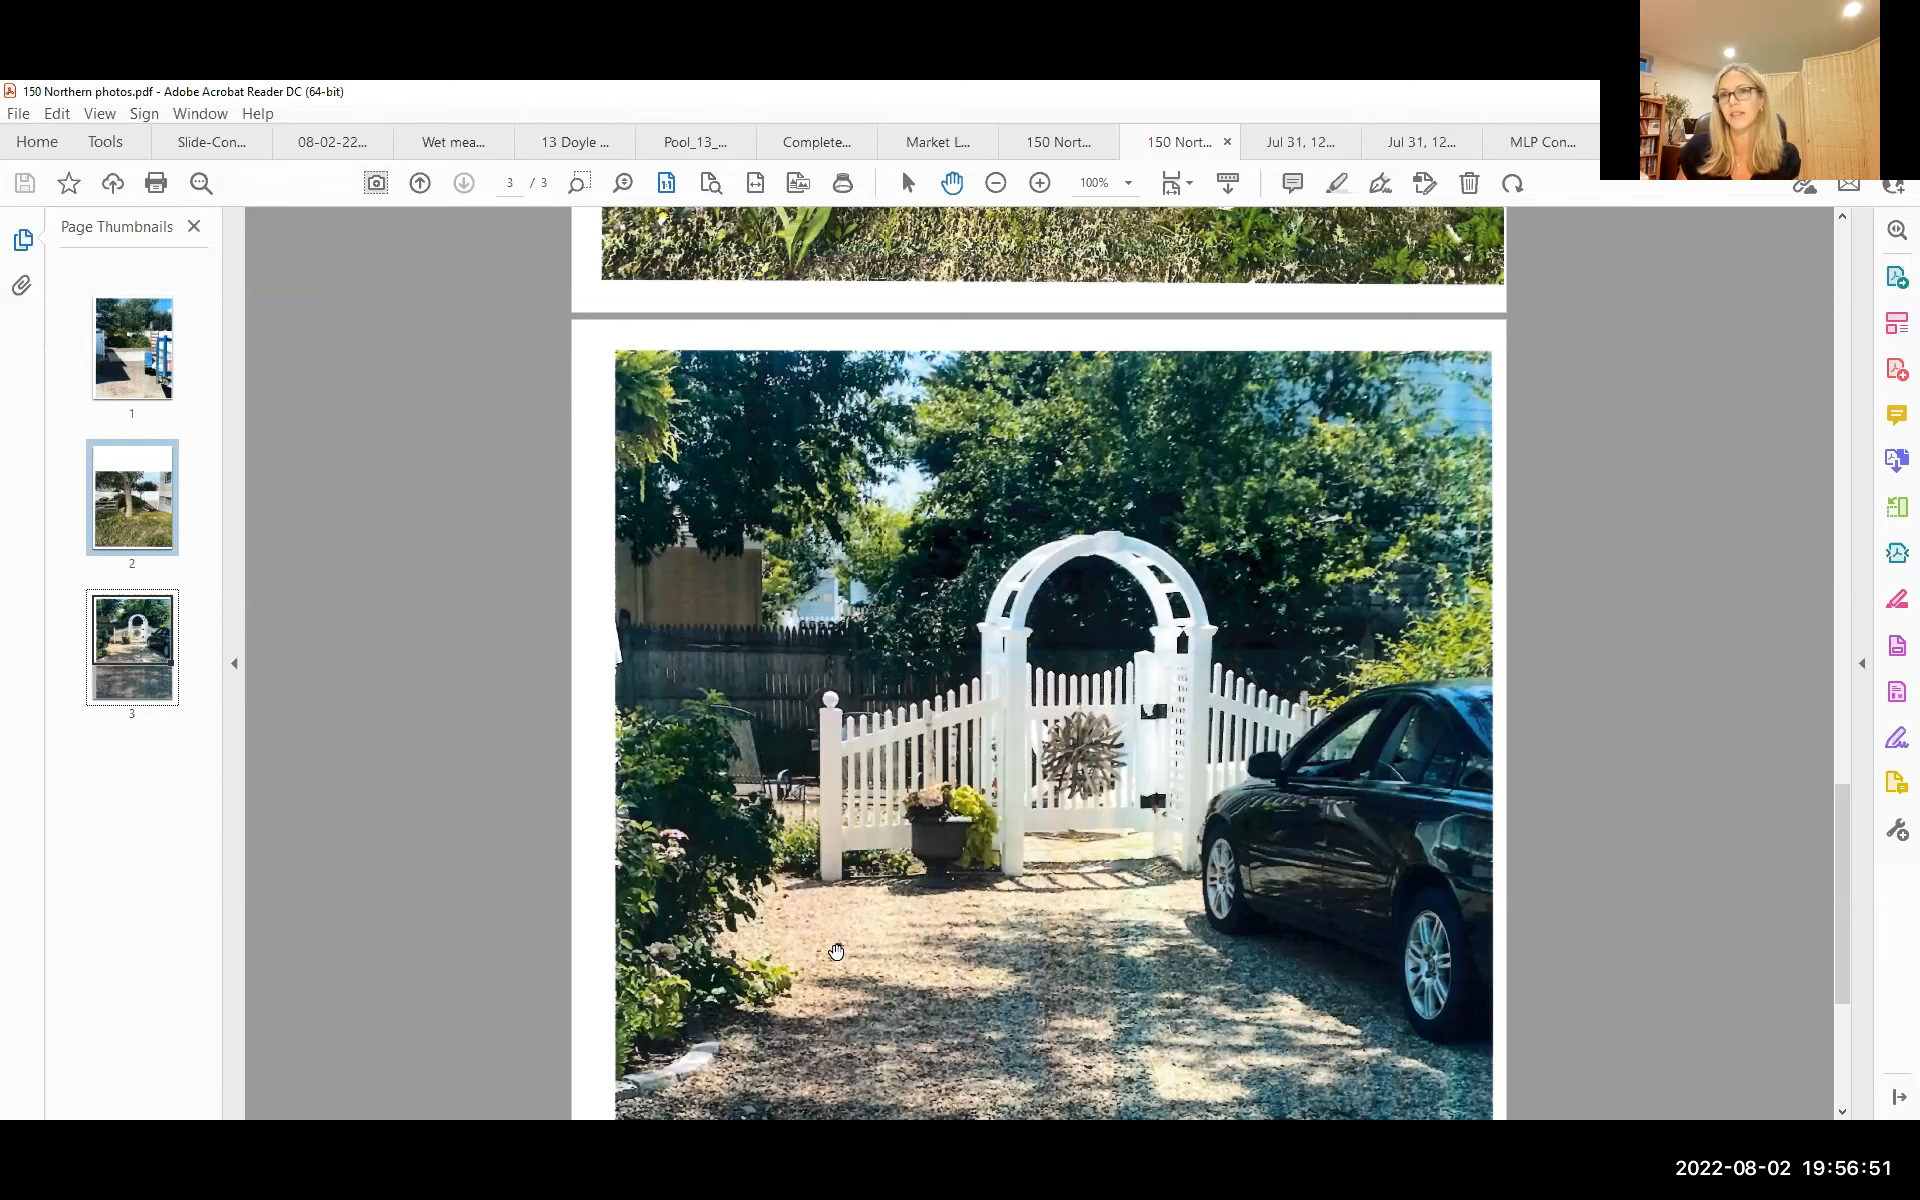 150 Northern photos.pdf - Adobe Acrobat Reader DC (64-bit)
File Edit View Sign Window Help
Home Tools Slide-Con... 08-02-22... Wet mea... 13 Doyle ... Pool_13_... Complete... Market L... 150 Nort... 150 Nort... Jul 31, 12... Jul 31, 12... MLP Con...
3 / 3 1:1 100%
Page Thumbnails
1
2
3
2022-08-02 19:56:51